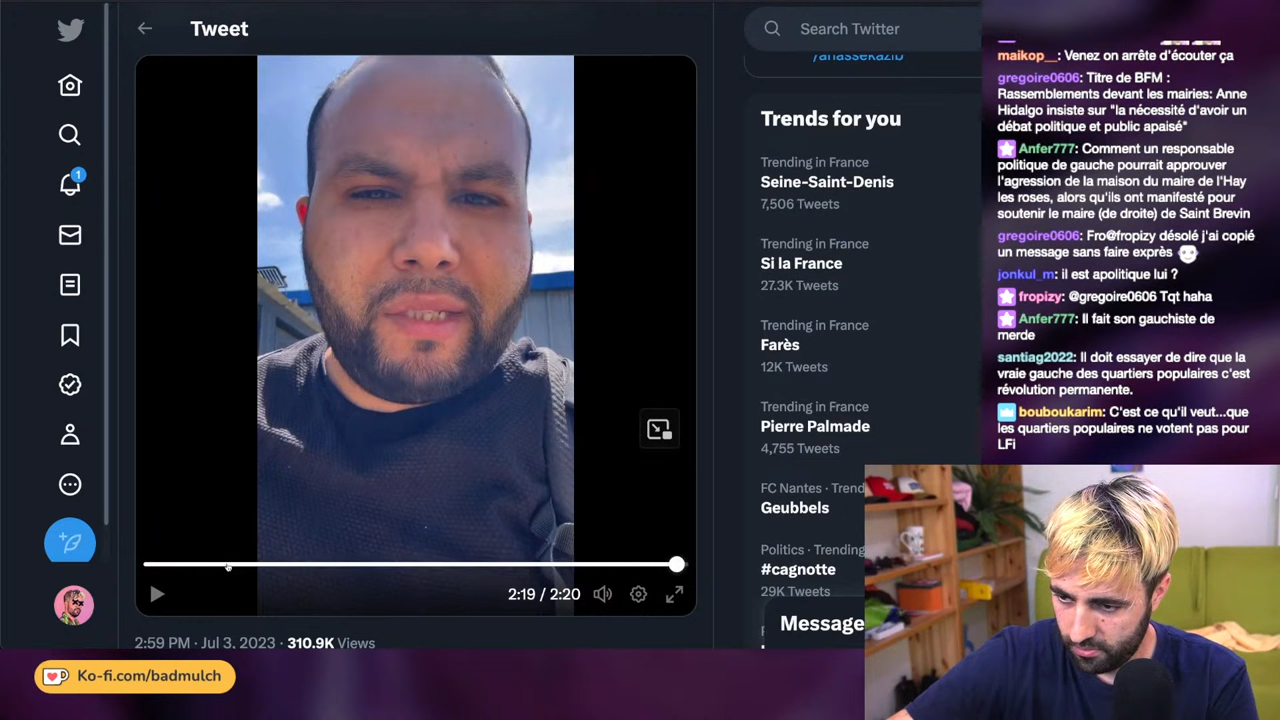 Tweet
2:19 / 2:20
2:59 PM · Jul 3, 2023 · 310.9K Views
Ko-fi.com/badmulch
1
Search Twitter
/anassekazib
Trends for you
Trending in France
Seine-Saint-Denis
7,506 Tweets
Trending in France
Si la France
27.3K Tweets
Trending in France
Farès
12K Tweets
Trending in France
Pierre Palmade
4,755 Tweets
FC Nantes · Trend
Geubbels
Politics · Trending
#cagnotte
29K Tweets
Message
maikop__: Venez on arrête d'écouter ça
gregoire0606: Titre de BFM :
Rassemblements devant les mairies: Anne
Hidalgo insiste sur "la nécessité d'avoir un
débat politique et public apaisé"
Anfer777: Comment un responsable
politique de gauche pourrait approuver
l'agression de la maison du maire de l'Hay
les roses, alors qu'ils ont manifesté pour
soutenir le maire (de droite) de Saint Brevin
gregoire0606: Fro@fropizy désolé j'ai copié
un message sans faire exprès
jonkul_m: il est apolitique lui ?
fropizy: @gregoire0606 Tqt haha
Anfer777: Il fait son gauchiste de
merde
santiag2022: Il doit essayer de dire que la
vraie gauche des quartiers populaires c'est
révolution permanente.
bouboukarim: C'est ce qu'il veut...que
les quartiers populaires ne votent pas pour
LFi